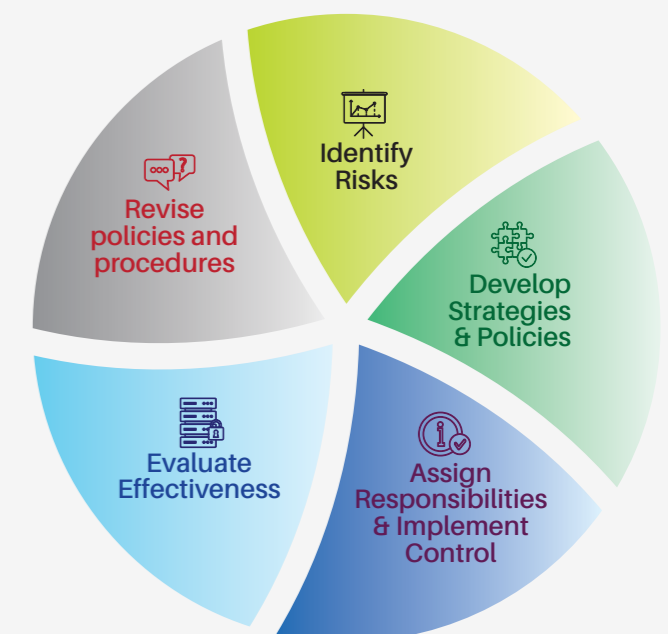 Identify
Risks
Develop
Strategies
& Policies
Assign
Responsibilities
& Implement
Control
Evaluate
Effectiveness
Revise
policies and
procedures